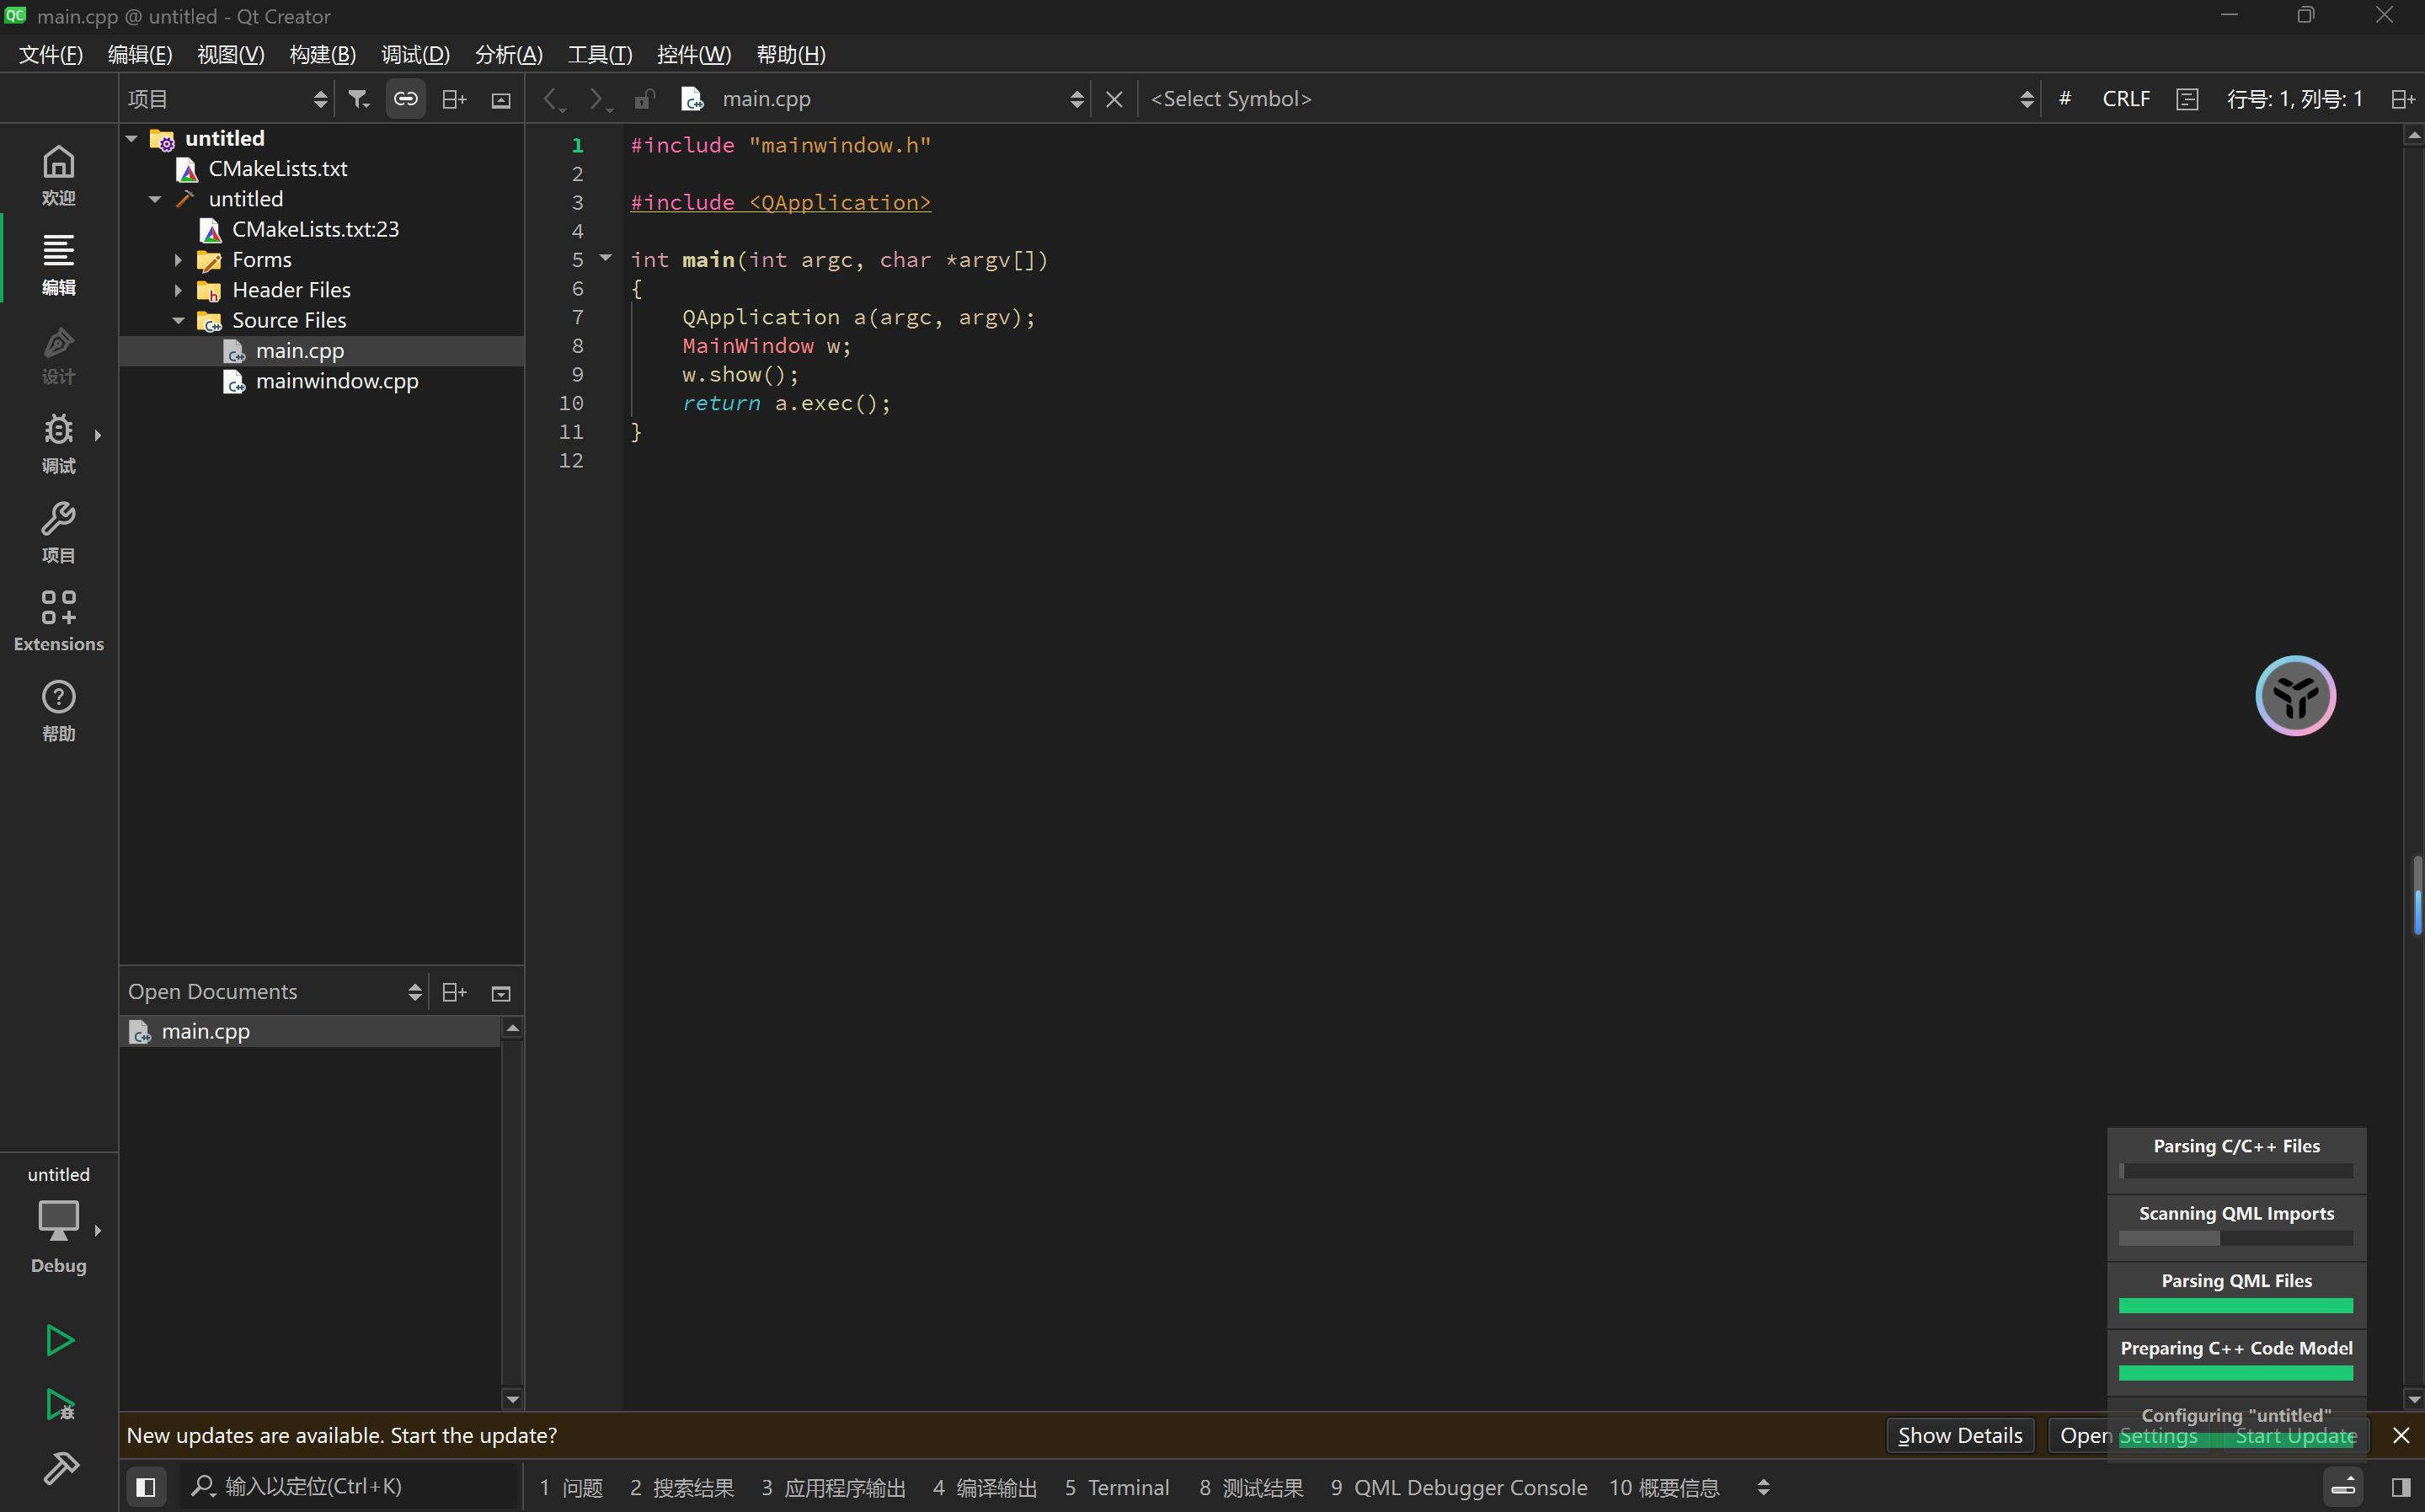 QC main.cpp @ untitled - Qt Creator
文件(F) 编辑(E) 视图(V) 构建(B) 调试(D) 分析(A) 工具(T) 控件(W) 帮助(H)
项目
main.cpp
<Select Symbol>
# CRLF 行号: 1, 列号: 1
欢迎
编辑
设计
调试
项目
Extensions
帮助
untitled
CMakeLists.txt
untitled
CMakeLists.txt:23
Forms
Header Files
Source Files
main.cpp
mainwindow.cpp
1 #include "mainwindow.h"
2
3 #include <QApplication>
4
5 int main(int argc, char *argv[])
6 {
7     QApplication a(argc, argv);
8     MainWindow w;
9     w.show();
10     return a.exec();
11 }
12
Open Documents
main.cpp
untitled
Debug
Parsing C/C++ Files
Scanning QML Imports
Parsing QML Files
Preparing C++ Code Model
Configuring "untitled"
New updates are available. Start the update?
Show Details
Open Settings
Start Update
输入以定位(Ctrl+K)
1 问题 2 搜索结果 3 应用程序输出 4 编译输出 5 Terminal 8 测试结果 9 QML Debugger Console 10 概要信息